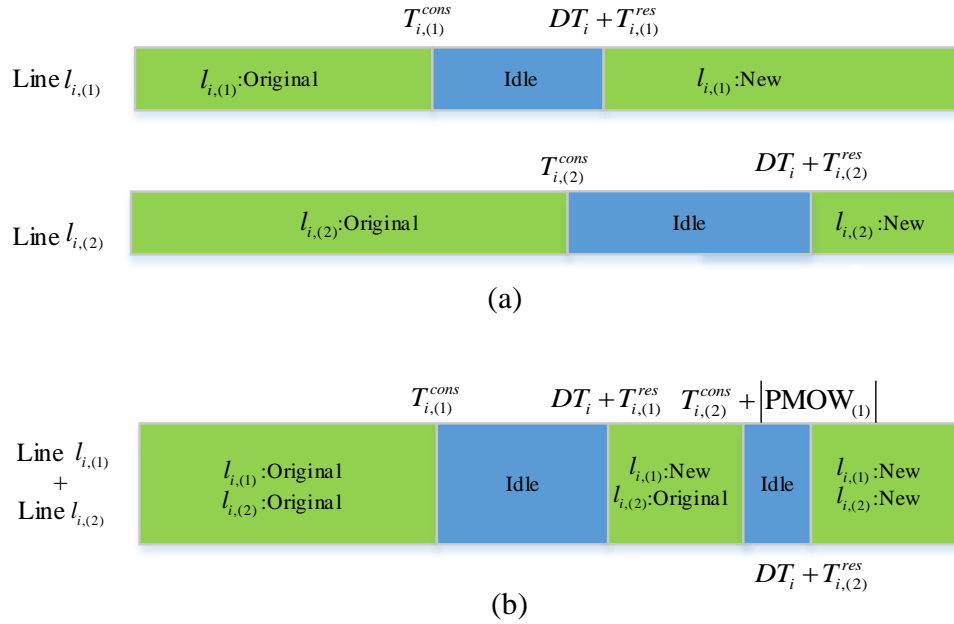 T_{i,(1)}^{cons} DT_i + T_{i,(1)}^{res}
Line l_{i,(1)} l_{i,(1)}:Original Idle l_{i,(1)}:New
T_{i,(2)}^{cons} DT_i + T_{i,(2)}^{res}
Line l_{i,(2)} l_{i,(2)}:Original Idle l_{i,(2)}:New
(a)
T_{i,(1)}^{cons} DT_i + T_{i,(1)}^{res} T_{i,(2)}^{cons} + |PMOW_{(1)}|
Line l_{i,(1)}
+
Line l_{i,(2)}
l_{i,(1)}:Original
l_{i,(2)}:Original
Idle
l_{i,(1)}:New
l_{i,(2)}:Original
Idle
l_{i,(1)}:New
l_{i,(2)}:New
DT_i + T_{i,(2)}^{res}
(b)